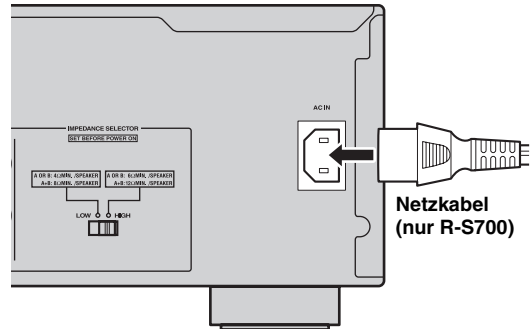 AC IN
IMPEDANCE SELECTOR
SET BEFORE POWER ON
A OR B: 4ΩMIN. /SPEAKER
A+B: 8ΩMIN. /SPEAKER
A OR B: 6ΩMIN. /SPEAKER
A+B:12ΩMIN. /SPEAKER
LOW
HIGH
Netzkabel
(nur R-S700)